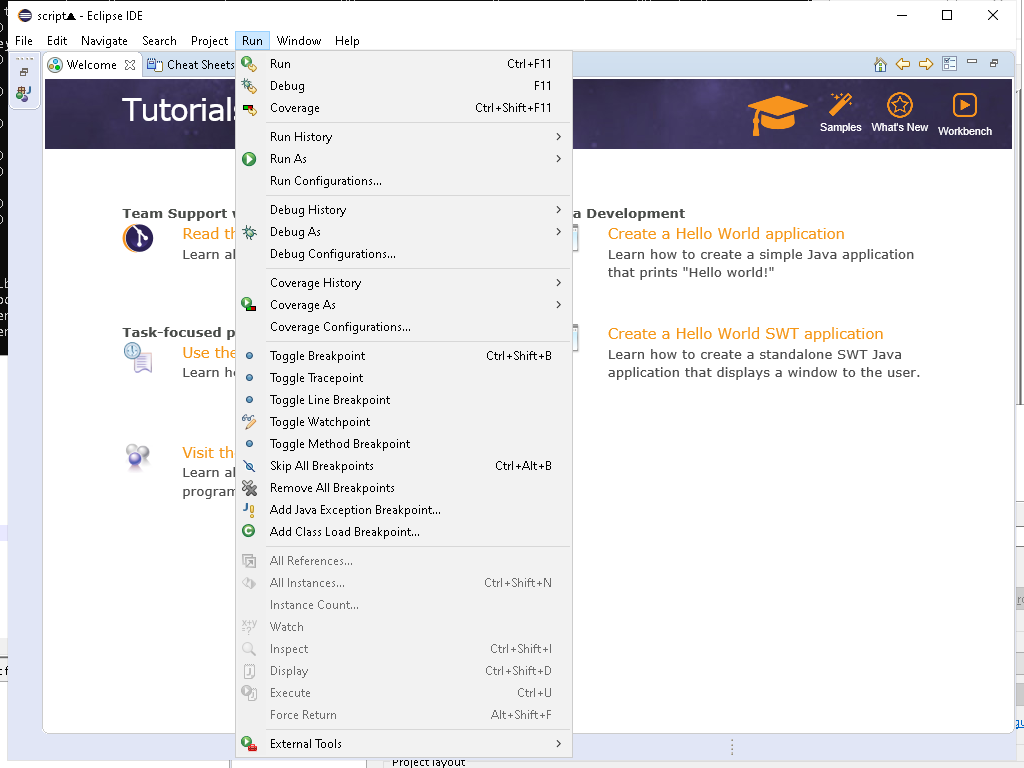 script▲ - Eclipse IDE
File Edit Navigate Search Project Run Window Help
Welcome Cheat Sheets
Tutorials
Samples What's New Workbench
Run Ctrl+F11
Debug F11
Coverage Ctrl+Shift+F11
Run History
Run As
Run Configurations...
Debug History
Debug As
Debug Configurations...
Coverage History
Coverage As
Coverage Configurations...
Toggle Breakpoint Ctrl+Shift+B
Toggle Tracepoint
Toggle Line Breakpoint
Toggle Watchpoint
Toggle Method Breakpoint
Skip All Breakpoints Ctrl+Alt+B
Remove All Breakpoints
Add Java Exception Breakpoint...
Add Class Load Breakpoint...
All References...
All Instances... Ctrl+Shift+N
Instance Count...
Watch
Inspect Ctrl+Shift+I
Display Ctrl+Shift+D
Execute Ctrl+U
Force Return Alt+Shift+F
External Tools
Team Support
Read th
Learn al
Task-focused p
Use the
Learn h
Visit th
Learn al
program
a Development
Create a Hello World application
Learn how to create a simple Java application
that prints "Hello world!"
Create a Hello World SWT application
Learn how to create a standalone SWT Java
application that displays a window to the user.
Project layout